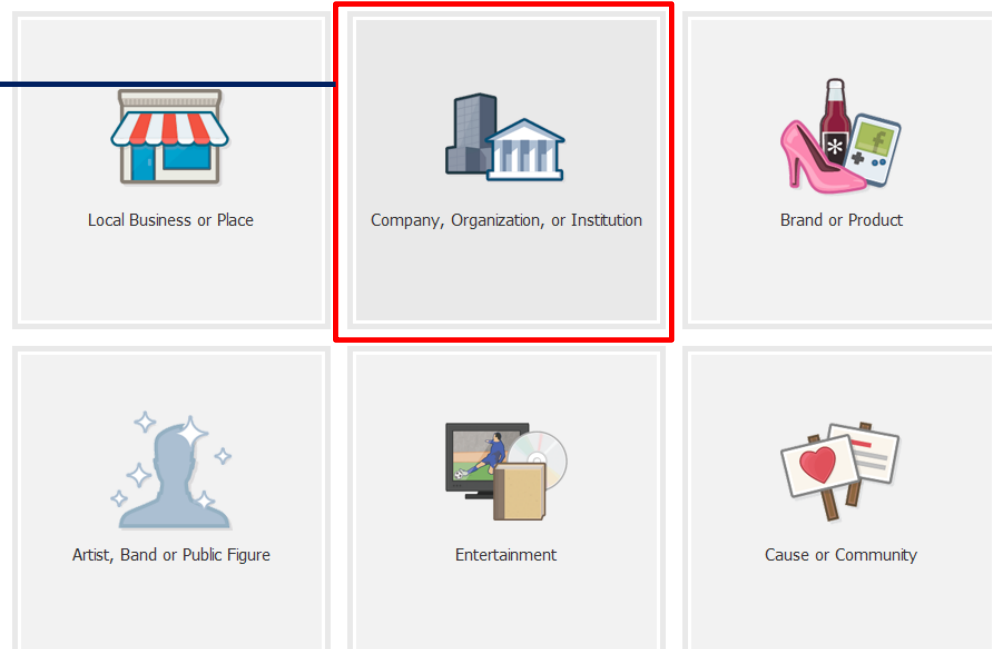 Local Business or Place
Company, Organization, or Institution
Brand or Product
Artist, Band or Public Figure
Entertainment
Cause or Community